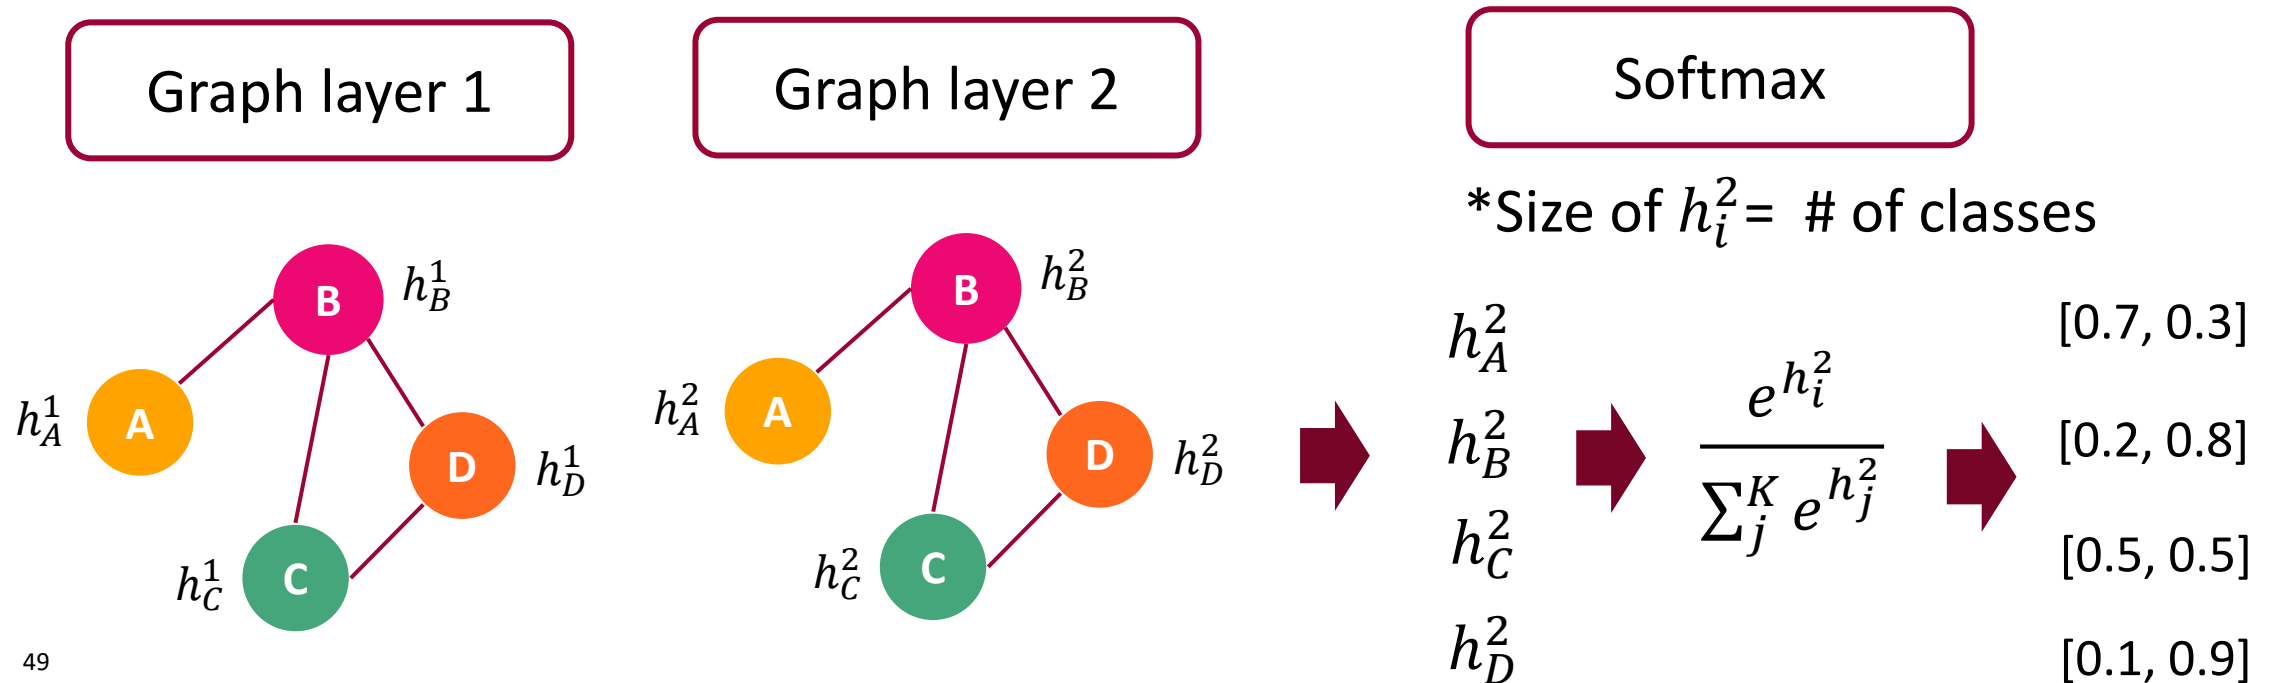 Graph layer 1
B
h_B^1
A
h_A^1
D
h_D^1
C
h_C^1
Graph layer 2
B
h_B^2
A
h_A^2
D
h_D^2
C
h_C^2
Softmax
*Size of h_i^2 = # of classes
h_A^2
h_B^2
h_C^2
h_D^2
e^{h_i^2}
∑_j^K e^{h_j^2}
[0.7, 0.3]
[0.2, 0.8]
[0.5, 0.5]
[0.1, 0.9]
49